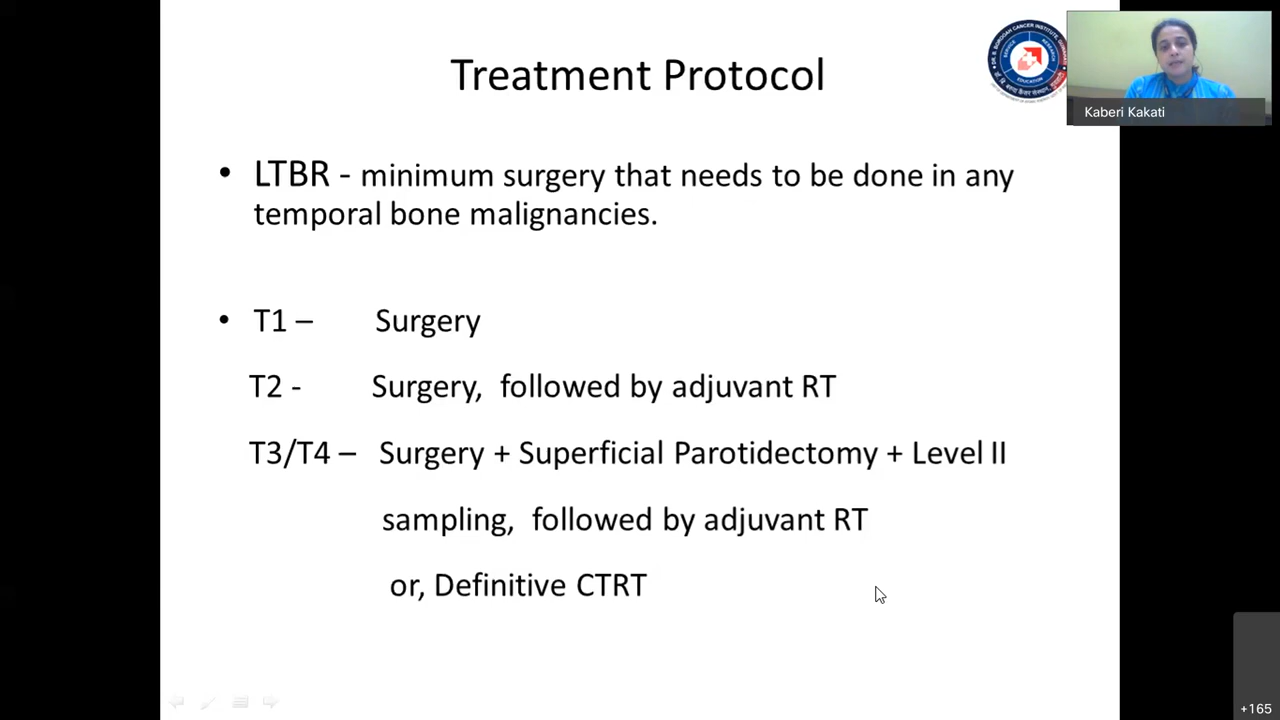 Treatment Protocol
Kaberi Kakati
• LTBR - minimum surgery that needs to be done in any
temporal bone malignancies.
• T1 – Surgery
T2 - Surgery, followed by adjuvant RT
T3/T4 – Surgery + Superficial Parotidectomy + Level II
sampling, followed by adjuvant RT
or, Definitive CTRT
+165